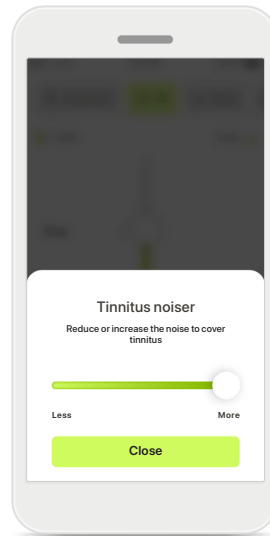 Tinnitus noiser
Reduce or increase the noise to cover
tinnitus
Less
More
Close